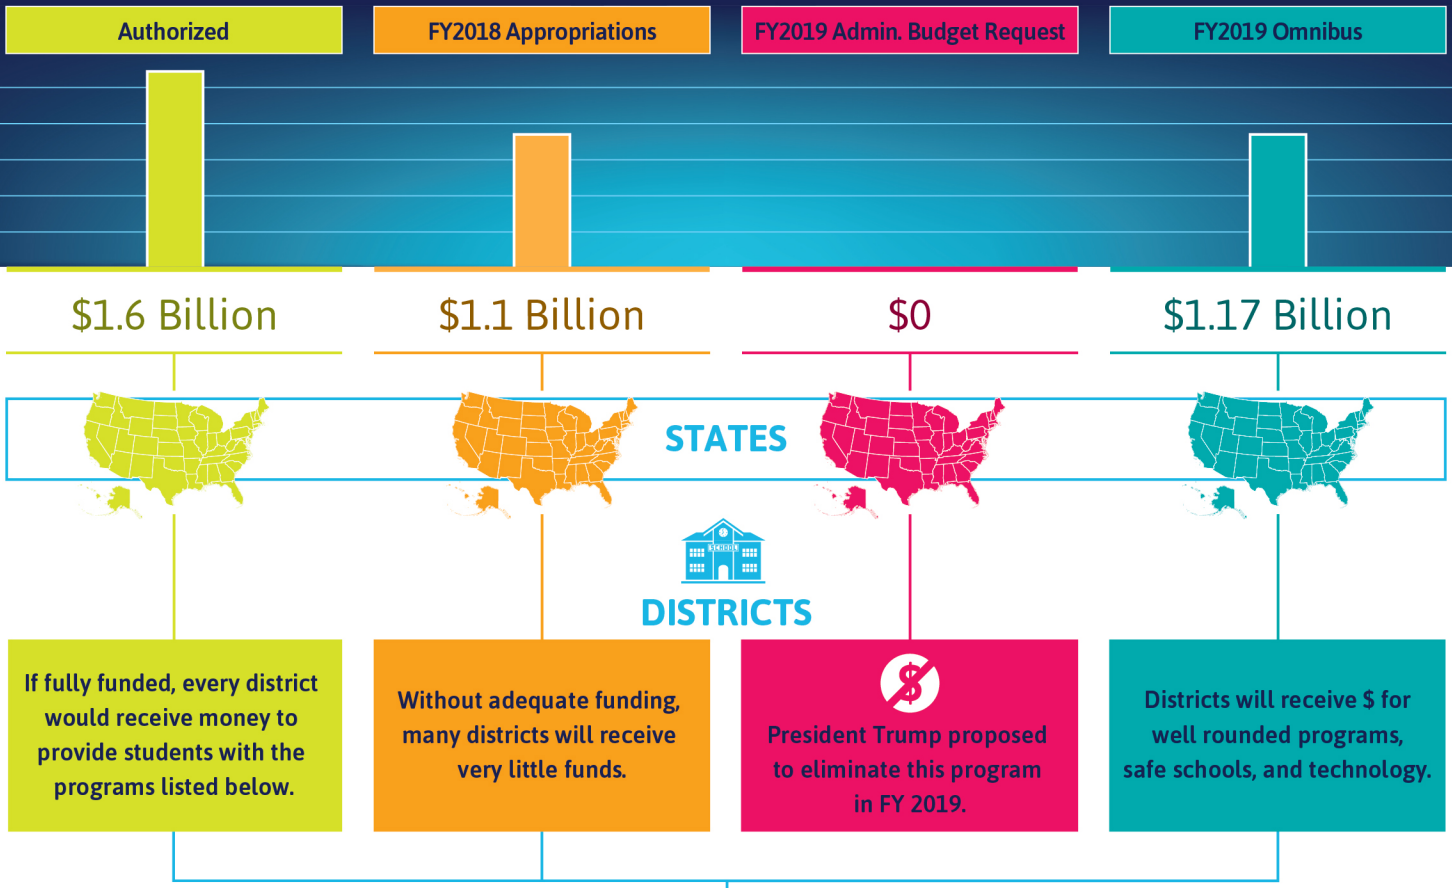 Authorized
FY2018 Appropriations
FY2019 Admin. Budget Request
FY2019 Omnibus
$1.6 Billion
$1.1 Billion
$0
$1.17 Billion
STATES
SCHOOL
DISTRICTS
If fully funded, every district
would receive money to
provide students with the
programs listed below.
Without adequate funding,
many districts will receive
very little funds.
$
President Trump proposed
to eliminate this program
in FY 2019.
Districts will receive $ for
well rounded programs,
safe schools, and technology.